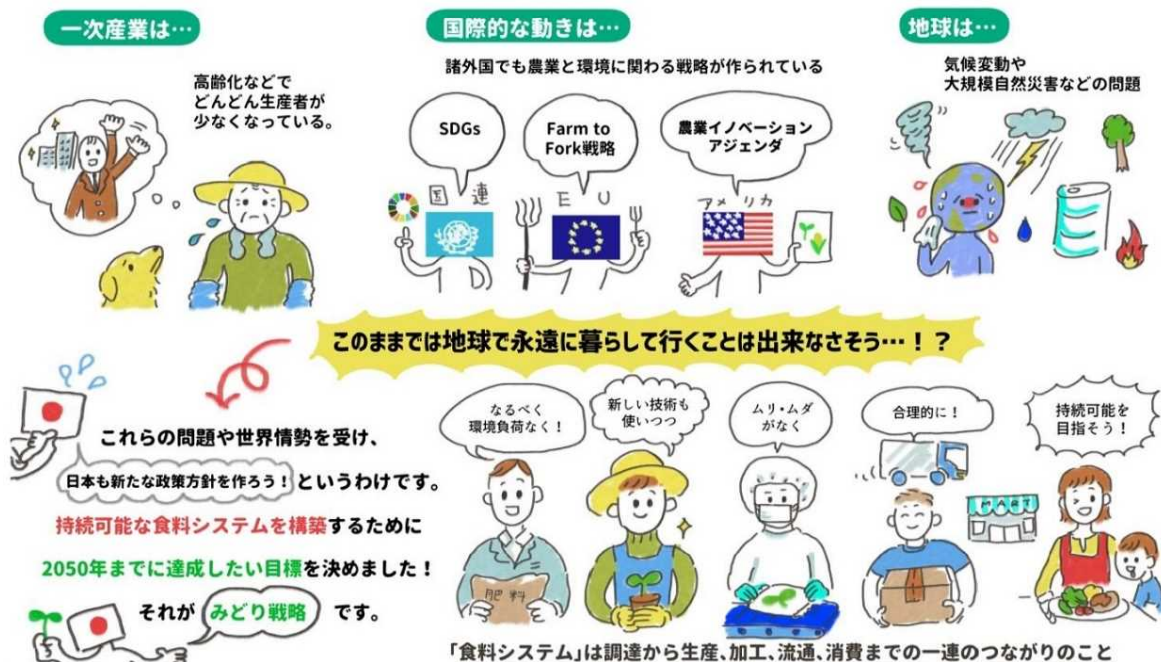 一次産業は…
高齢化などで
どんどん生産者が
少なくなっている。
国際的な動きは…
諸外国でも農業と環境に関わる戦略が作られている
SDGs
国連
Farm to
Fork戦略
EU
農業イノベーション
アジェンダ
アメリカ
地球は…
気候変動や
大規模自然災害などの問題
このままでは地球で永遠に暮らして行くことは出来なさそう…！？
これらの問題や世界情勢を受け、
日本も新たな政策方針を作ろう！というわけです。
持続可能な食料システムを構築するために
2050年までに達成したい目標を決めました！
それが みどり戦略 です。
なるべく
環境負荷なく！
肥料
新しい技術も
使いつつ
ムリ・ムダ
がなく
合理的に！
MART
持続可能を
目指そう！
「食料システム」は調達から生産、加工、流通、消費までの一連のつながりのこと